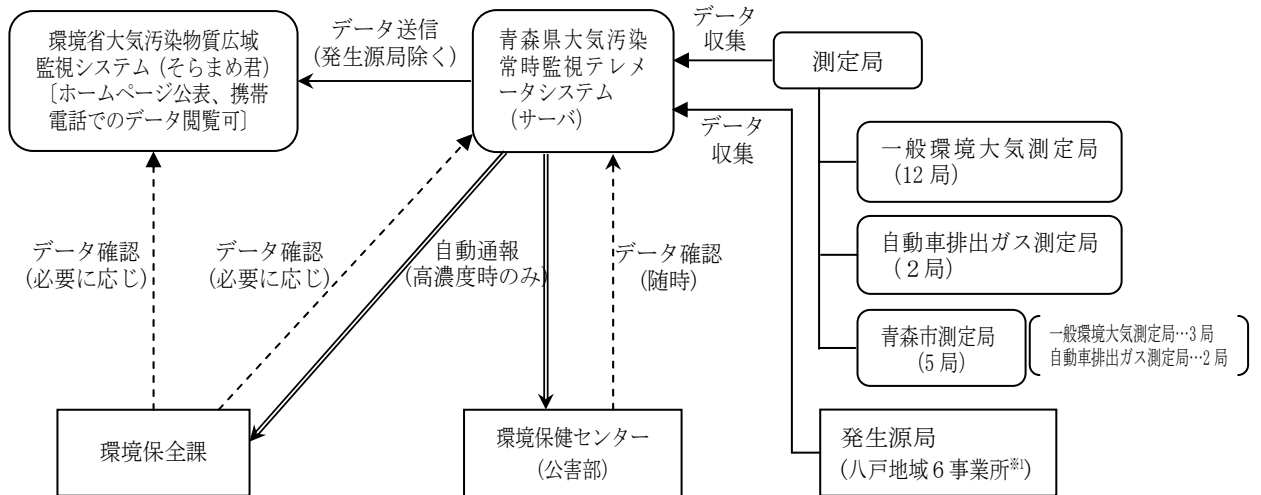 環境省大気汚染物質広域
監視システム（そらまめ君）
〔ホームページ公表、携帯
電話でのデータ閲覧可〕
データ送信
(発生源局除く)
青森県大気汚染
常時監視テレメ
ータシステム
(サーバ)
データ
収集
測定局
データ
収集
一般環境大気測定局
(12 局)
自動車排出ガス測定局
(２局)
青森市測定局
(5 局)
一般環境大気測定局…3 局
自動車排出ガス測定局…2 局
データ確認
(必要に応じ)
データ確認
(必要に応じ)
自動通報
(高濃度時のみ)
データ確認
(随時)
環境保全課
環境保健センター
(公害部)
発生源局
(八戸地域６事業所※1)